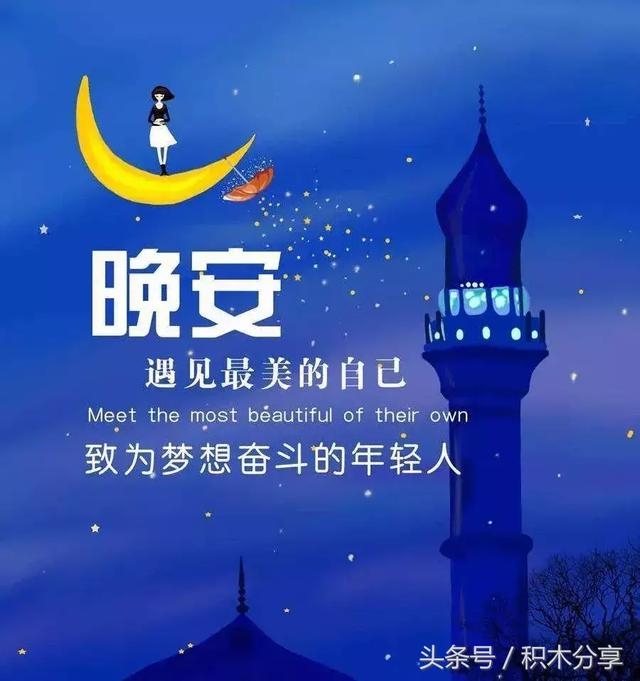 晚安
遇见最美的自己
Meet the most beautiful of their own
致为梦想奋斗的年轻人
头条号 / 积木分享